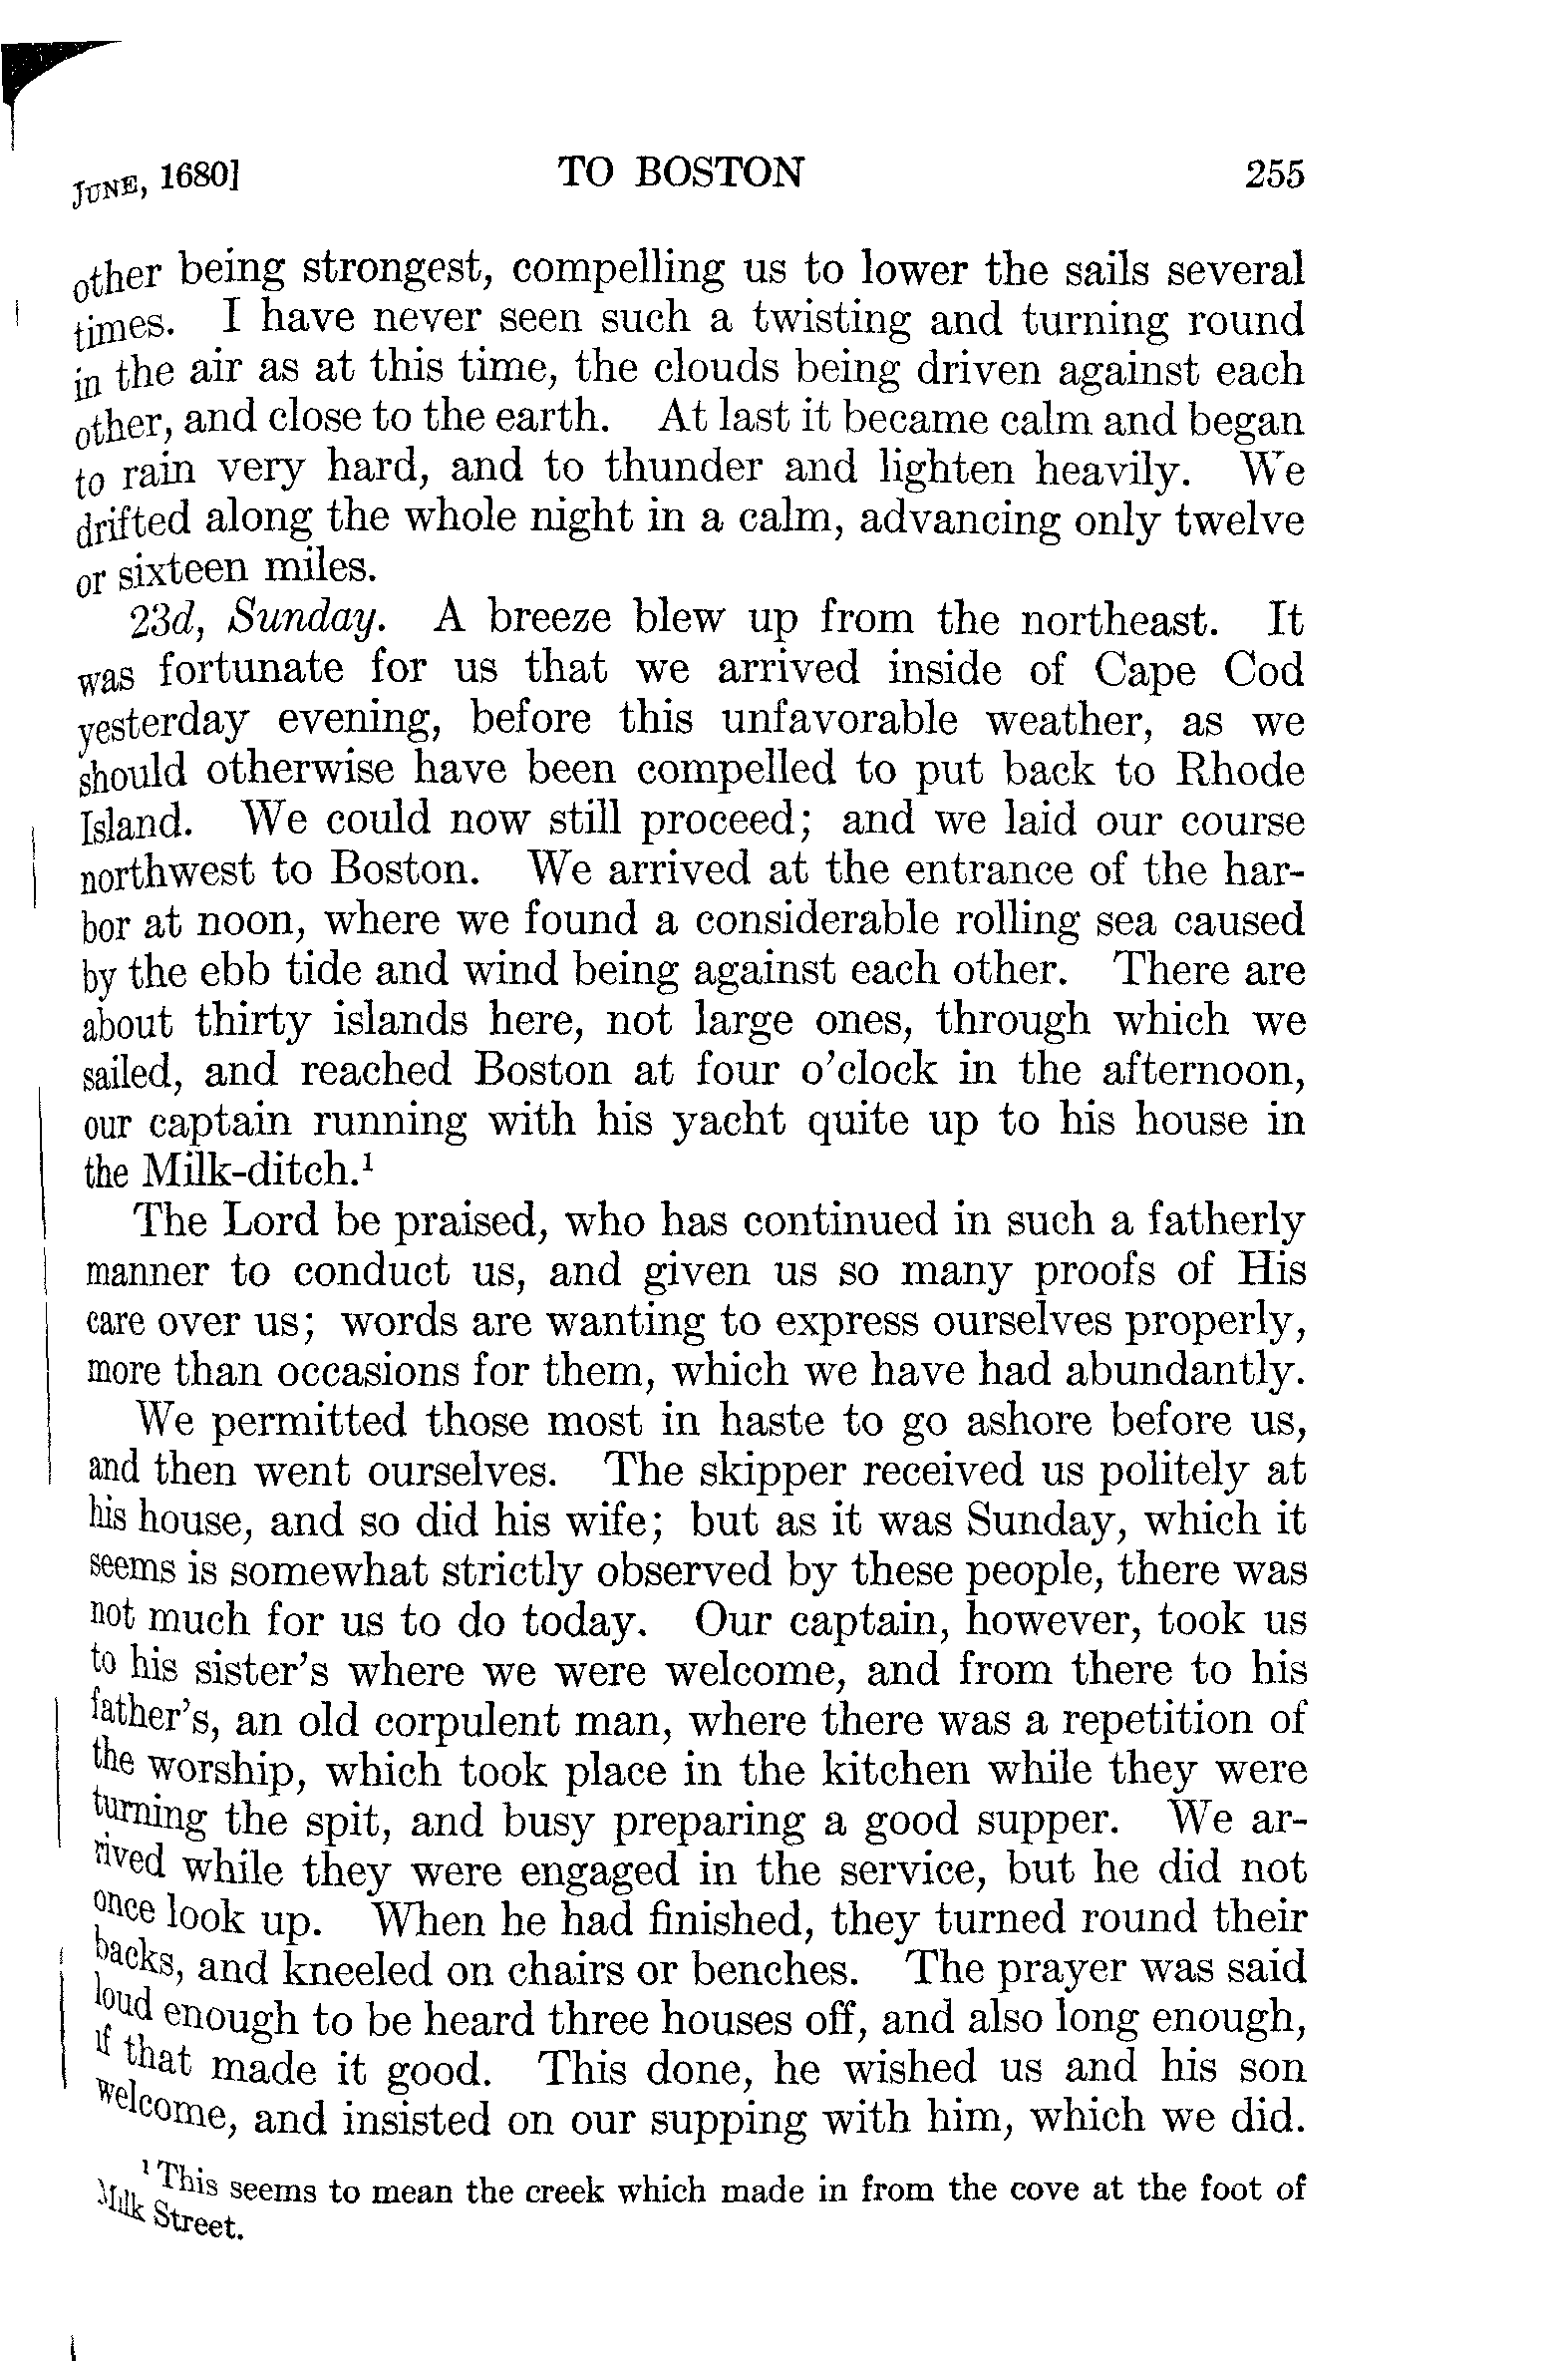 JUNE, 1680] TO BOSTON 255
other being strongest, compelling us to lower the sails several
times. I have never seen such a twisting and turning round
in the air as at this time, the clouds being driven against each
other, and close to the earth. At last it became calm and began
to rain very hard, and to thunder and lighten heavily. We
drifted along the whole night in a calm, advancing only twelve
or sixteen miles.
23d, Sunday. A breeze blew up from the northeast. It
was fortunate for us that we arrived inside of Cape Cod
yesterday evening, before this unfavorable weather, as we
should otherwise have been compelled to put back to Rhode
Island. We could now still proceed; and we laid our course
northwest to Boston. We arrived at the entrance of the har-
bor at noon, where we found a considerable rolling sea caused
by the ebb tide and wind being against each other. There are
about thirty islands here, not large ones, through which we
sailed, and reached Boston at four o'clock in the afternoon,
our captain running with his yacht quite up to his house in
the Milk-ditch.¹
The Lord be praised, who has continued in such a fatherly
manner to conduct us, and given us so many proofs of His
care over us; words are wanting to express ourselves properly,
more than occasions for them, which we have had abundantly.
We permitted those most in haste to go ashore before us,
and then went ourselves. The skipper received us politely at
his house, and so did his wife; but as it was Sunday, which it
seems is somewhat strictly observed by these people, there was
not much for us to do today. Our captain, however, took us
to his sister's where we were welcome, and from there to his
father's, an old corpulent man, where there was a repetition of
the worship, which took place in the kitchen while they were
turning the spit, and busy preparing a good supper. We ar-
rived while they were engaged in the service, but he did not
once look up. When he had finished, they turned round their
backs, and kneeled on chairs or benches. The prayer was said
loud enough to be heard three houses off, and also long enough,
if that made it good. This done, he wished us and his son
welcome, and insisted on our supping with him, which we did.
¹ This seems to mean the creek which made in from the cove at the foot of
Milk Street.